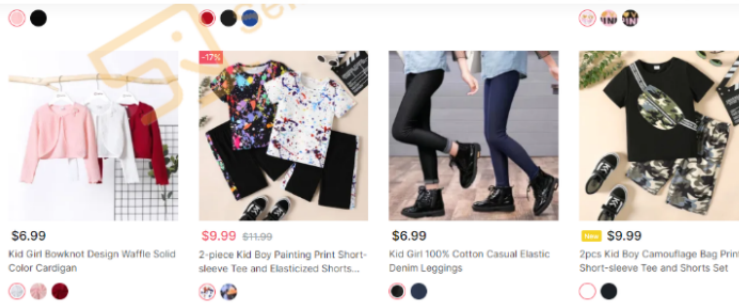 -17%
$6.99
Kid Girl Bowknot Design Waffle Solid
Color Cardigan
$9.99 $11.99
2-piece Kid Boy Painting Print Short-
sleeve Tee and Elasticized Shorts...
$6.99
Kid Girl 100% Cotton Casual Elastic
Denim Leggings
New $9.99
2pcs Kid Boy Camouflage Bag Print
Short-sleeve Tee and Shorts Set